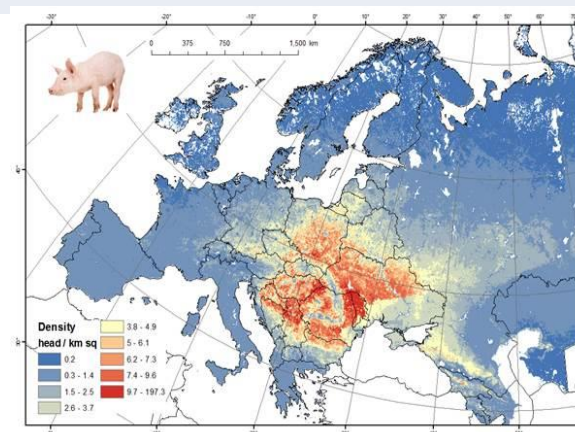 -30° -20° -10° 0° 10° 20° 30° 40° 50° 60°
0 375 750 1,500 km
Density
head / km sq
0.2
0.3 - 1.4
1.5 - 2.5
2.6 - 3.7
3.8 - 4.9
5 - 6.1
6.2 - 7.3
7.4 - 9.6
9.7 - 197.3